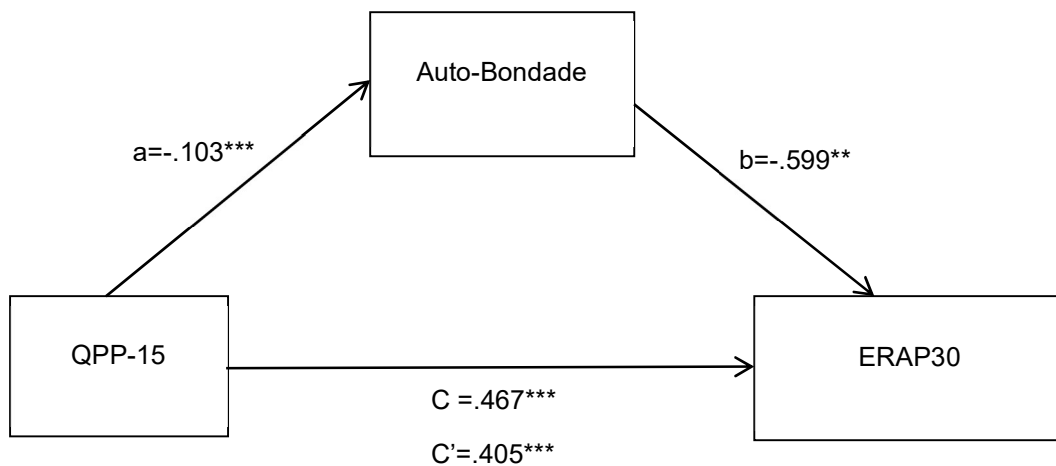 Auto-Bondade
a=-.103***
b=-.599**
QPP-15
ERAP30
C =.467***
C’=.405***